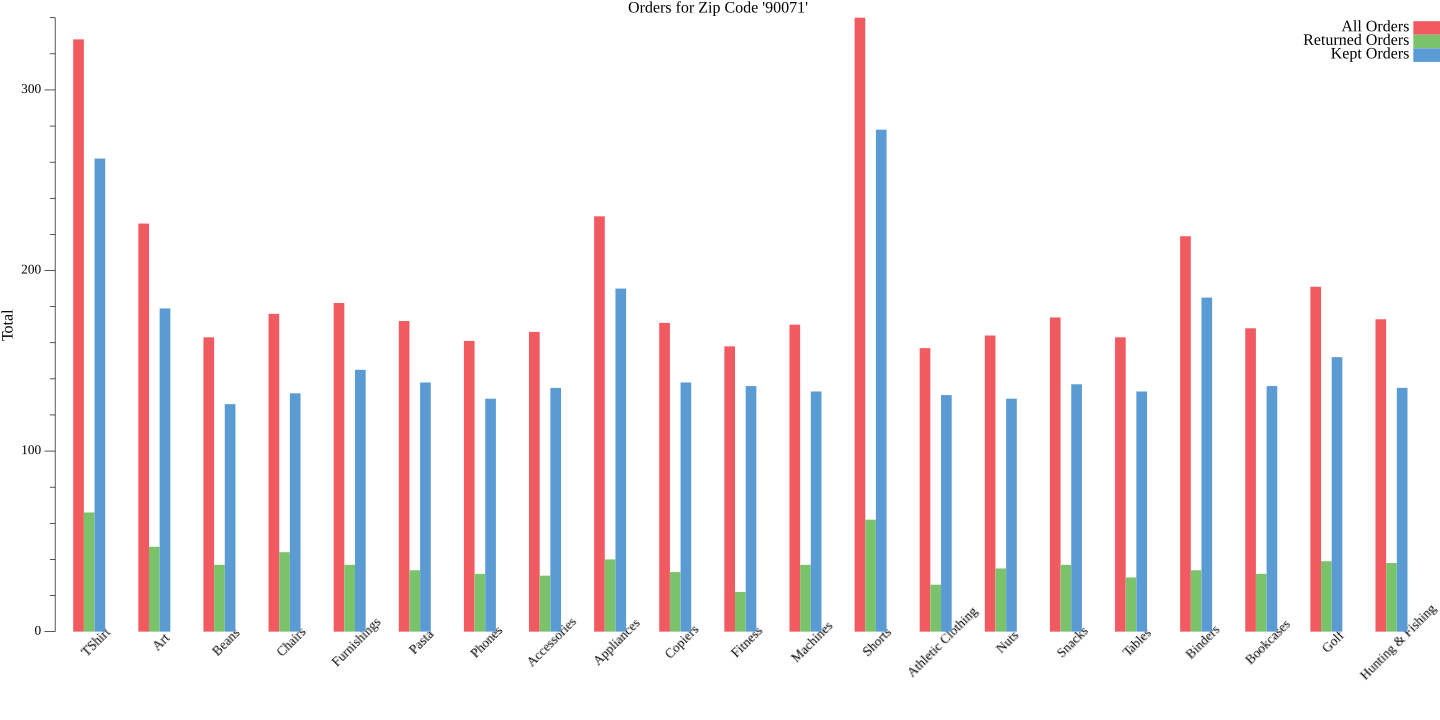 Orders for Zip Code '90071'
All Orders
Returned Orders
Kept Orders
Total
300
200
100
0
TShirt
Art
Beans
Chairs
Furnishings
Pasta
Phones
Accessories
Appliances
Copiers
Fitness
Machines
Shorts
Athletic Clothing
Nuts
Snacks
Tables
Binders
Bookcases
Golf
Hunting & Fishing